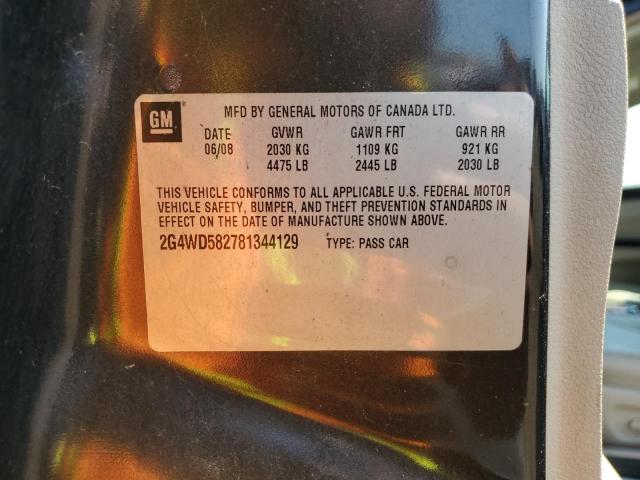 GM
MFD BY GENERAL MOTORS OF CANADA LTD.
DATE GVWR GAWR FRT GAWR RR
06/08 2030 KG 1109 KG 921 KG
4475 LB 2445 LB 2030 LB
THIS VEHICLE CONFORMS TO ALL APPLICABLE U.S. FEDERAL MOTOR
VEHICLE SAFETY, BUMPER, AND THEFT PREVENTION STANDARDS IN
EFFECT ON THE DATE OF MANUFACTURE SHOWN ABOVE.
2G4WD582781344129 TYPE: PASS CAR